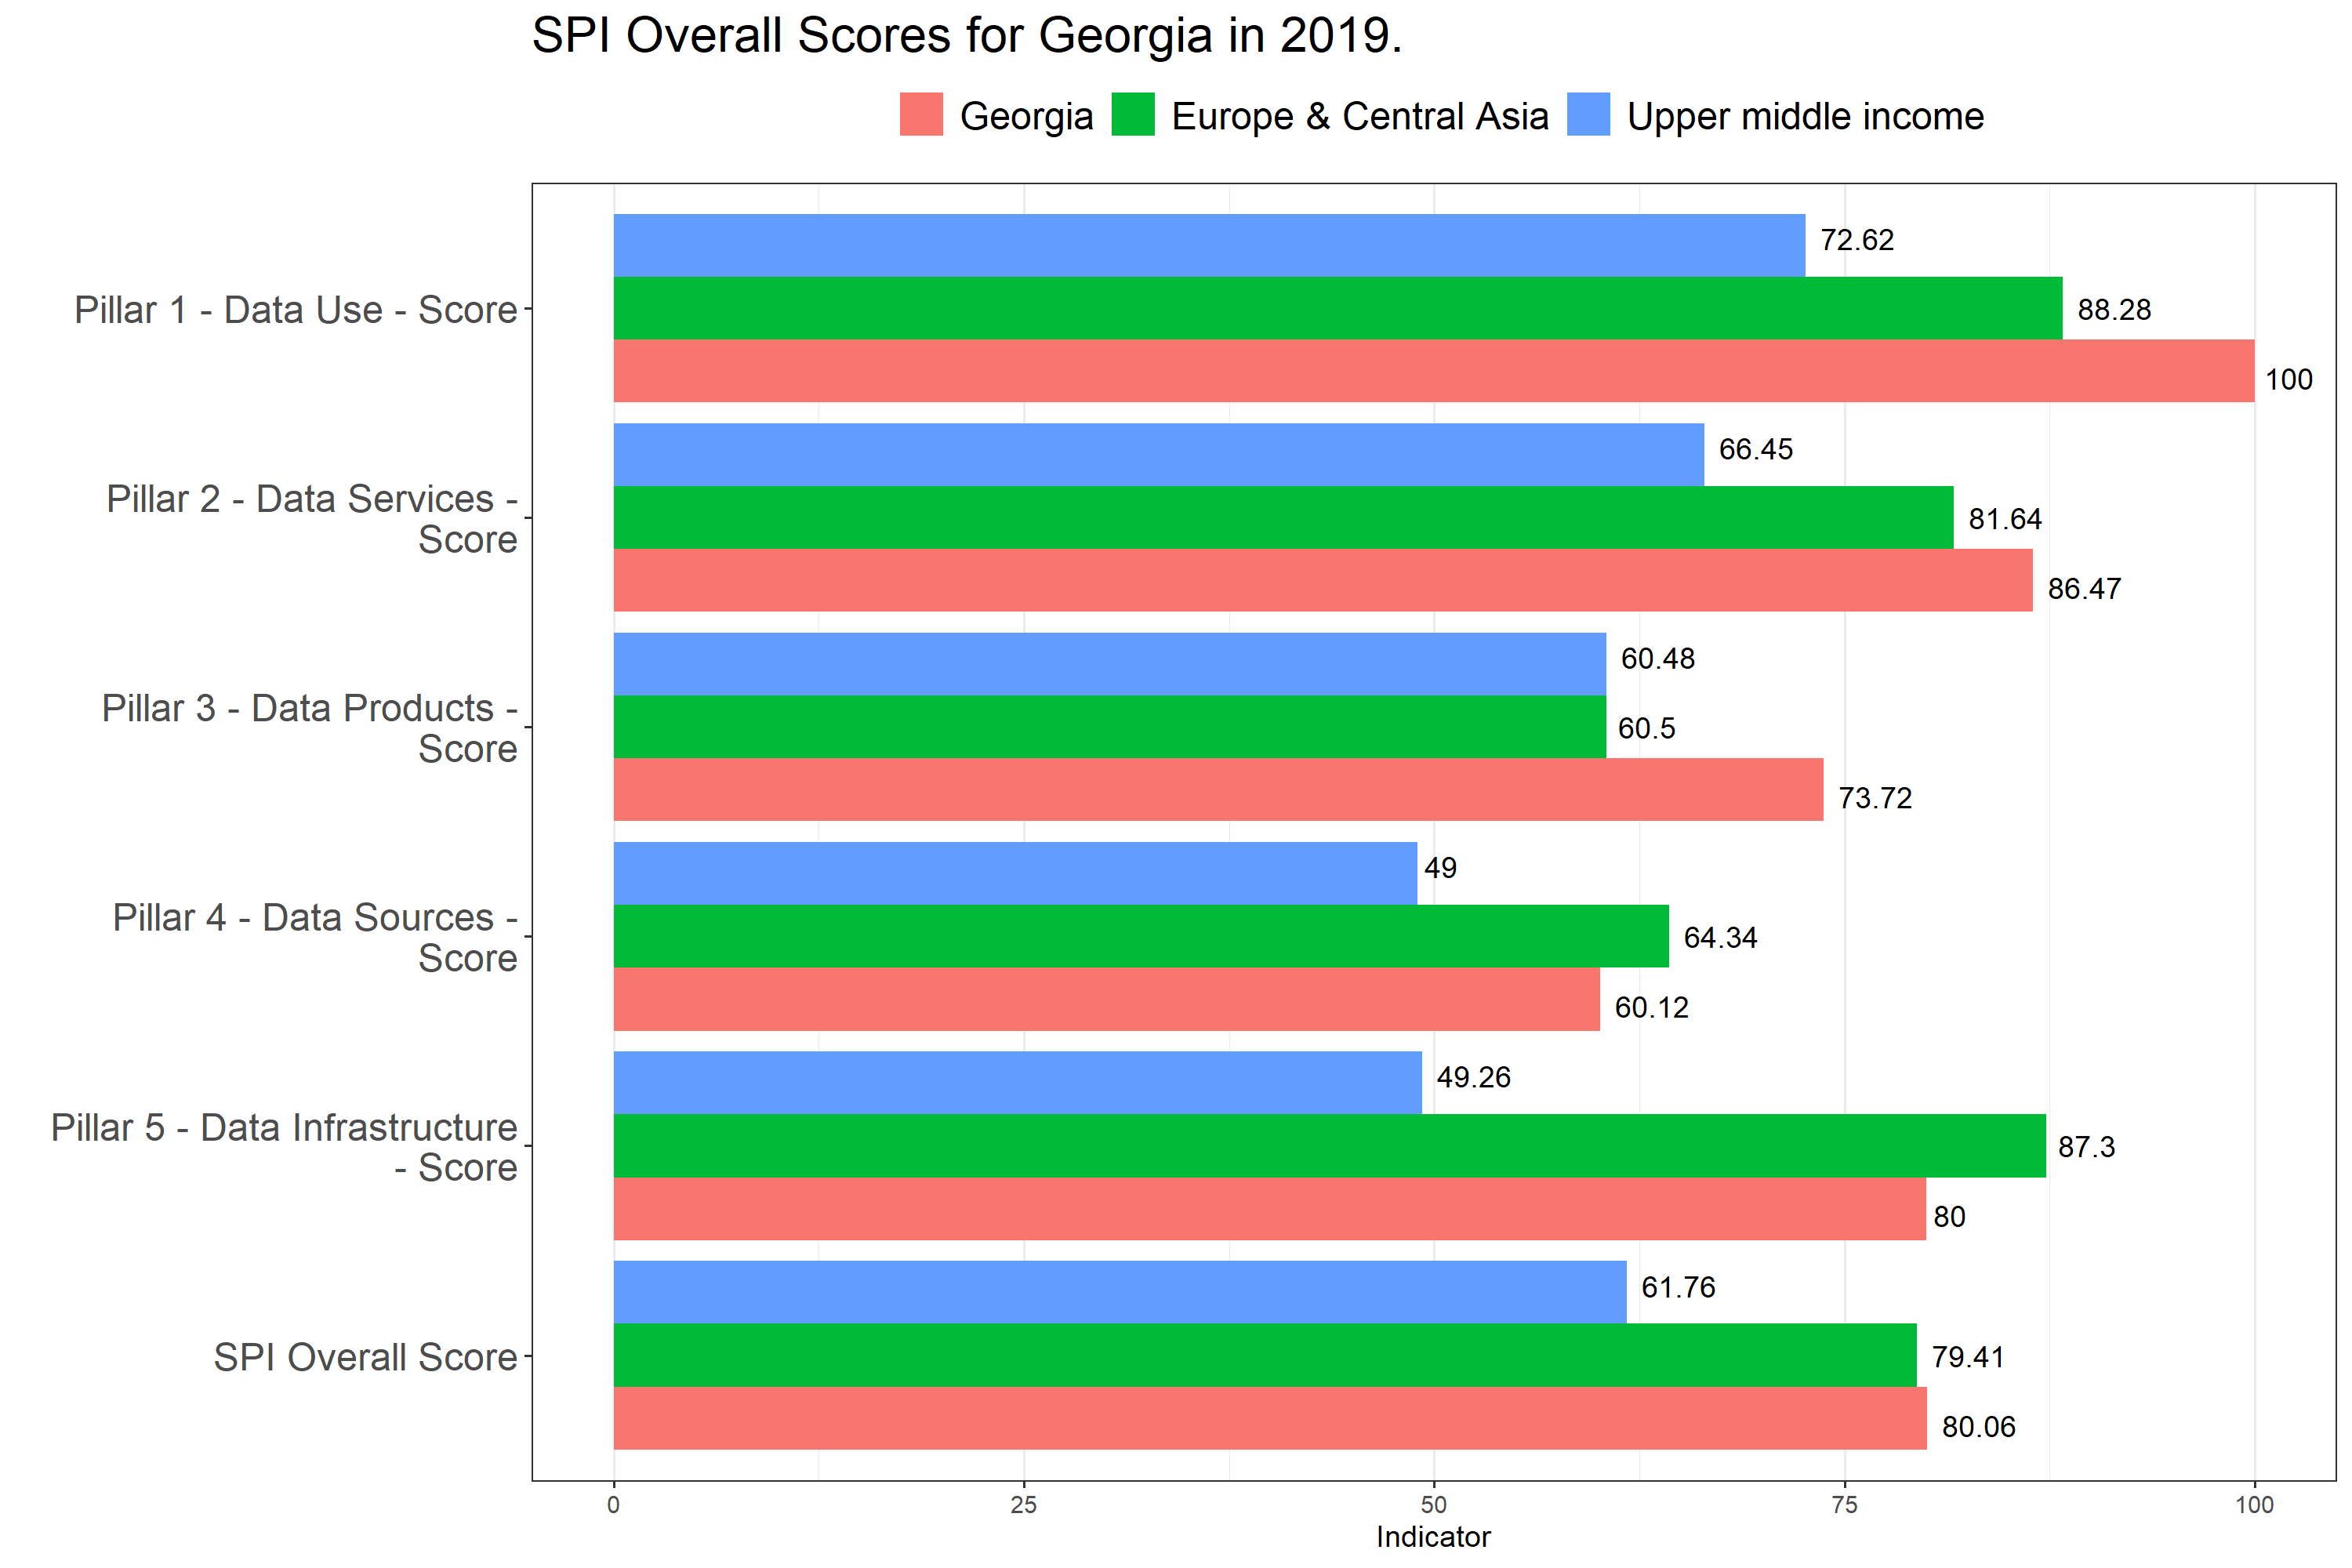 SPI Overall Scores for Georgia in 2019.
Georgia Europe & Central Asia Upper middle income
72.62
Pillar 1 - Data Use - Score
88.28
100
66.45
Pillar 2 - Data Services -
Score
81.64
86.47
60.48
Pillar 3 - Data Products -
Score
60.5
73.72
49
Pillar 4 - Data Sources -
Score
64.34
60.12
49.26
Pillar 5 - Data Infrastructure
- Score
87.3
80
61.76
SPI Overall Score
79.41
80.06
0 25 50 75 100
Indicator